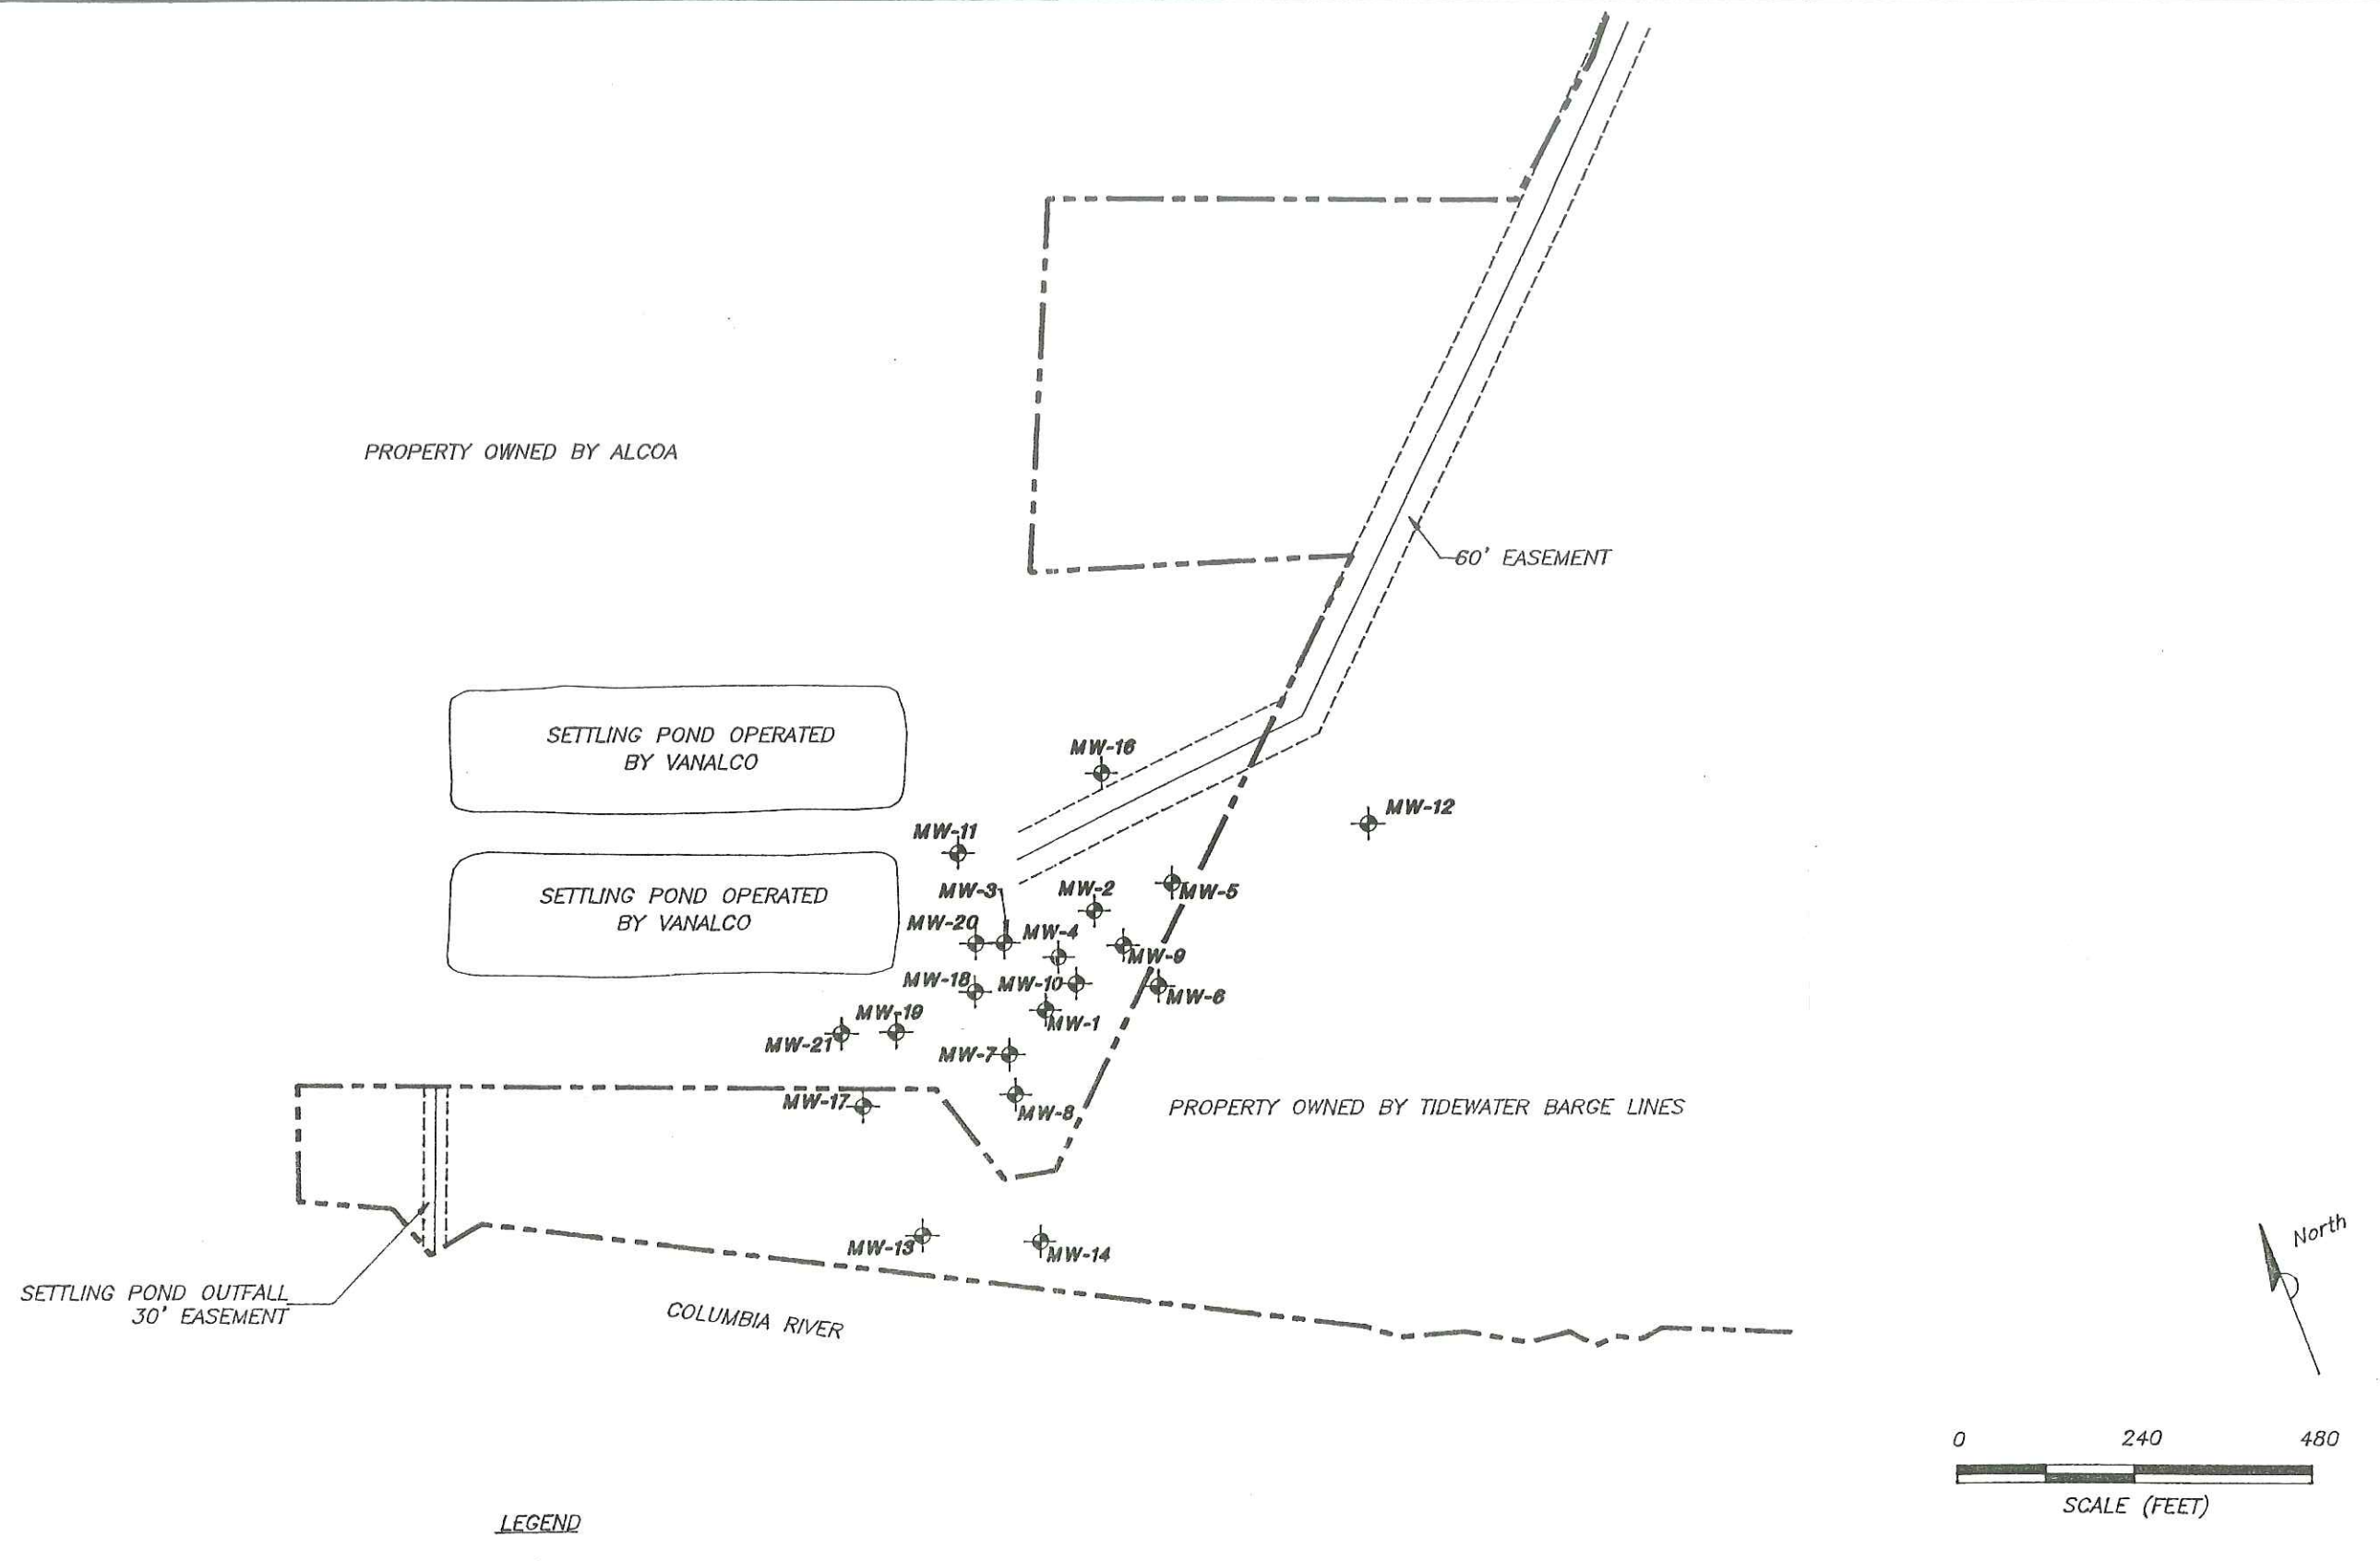 PROPERTY OWNED BY ALCOA
60' EASEMENT
SETTLING POND OPERATED
BY VANALCO
MW-16
MW-12
MW-11
SETTLING POND OPERATED
BY VANALCO
MW-3
MW-2
MW-5
MW-20
MW-4
MW-9
MW-18
MW-10
MW-6
MW-19
MW-1
MW-21
MW-7
MW-17
MW-8
PROPERTY OWNED BY TIDEWATER BARGE LINES
MW-13
MW-14
North
SETTLING POND OUTFALL
30' EASEMENT
COLUMBIA RIVER
0 240 480
SCALE (FEET)
LEGEND